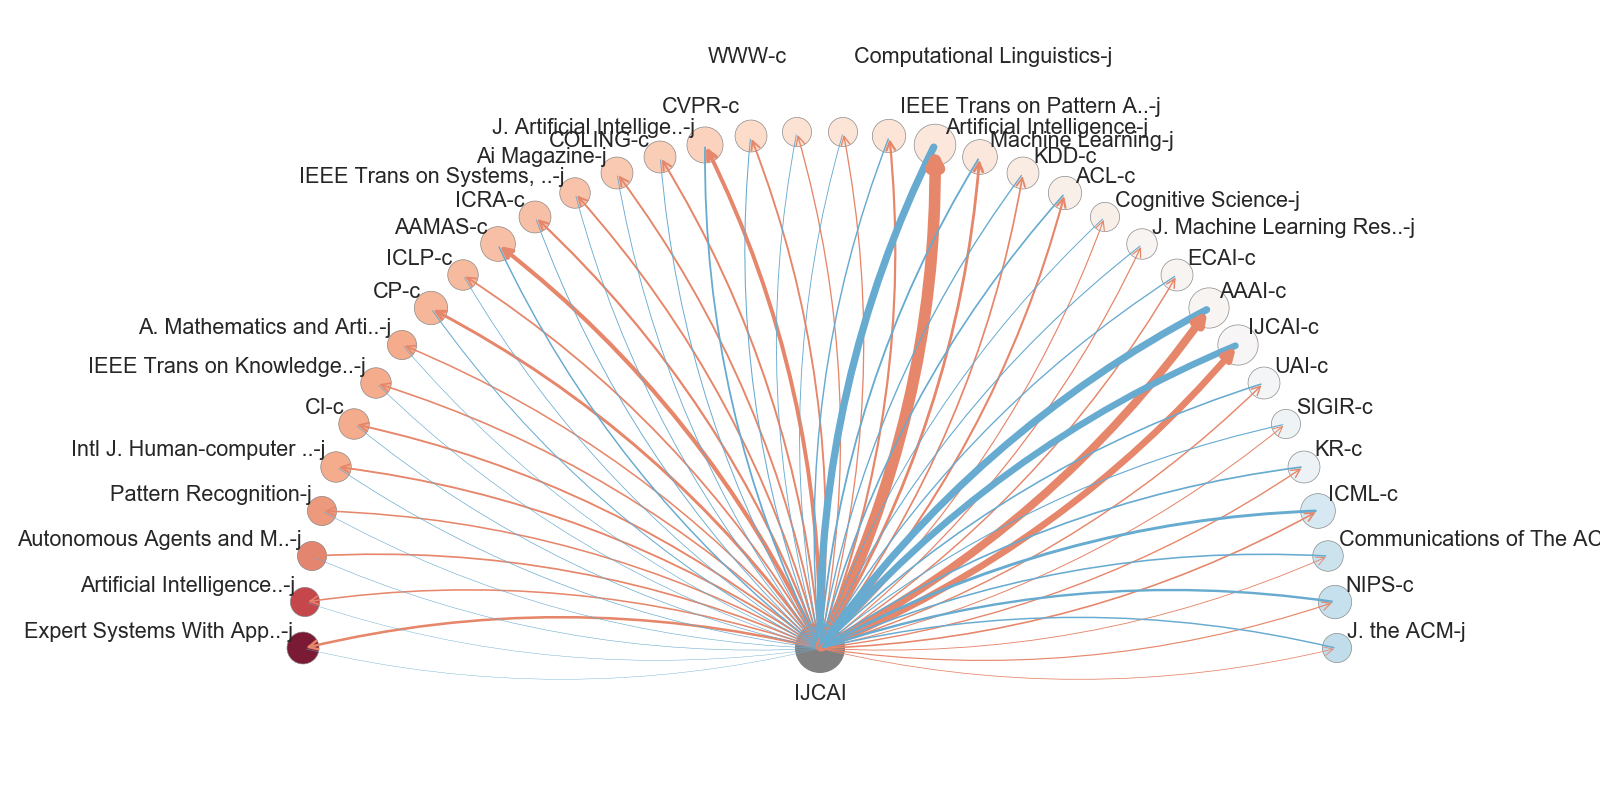 WWW-c
Computational Linguistics-j
CVPR-c
IEEE Trans on Pattern A..-j
J. Artificial Intellige..-j
Artificial Intelligence-j
COLING-c
Machine Learning-j
Ai Magazine-j
KDD-c
IEEE Trans on Systems, ..-j
ACL-c
ICRA-c
Cognitive Science-j
AAMAS-c
J. Machine Learning Res..-j
ICLP-c
ECAI-c
CP-c
AAAI-c
A. Mathematics and Arti..-j
IJCAI-c
IEEE Trans on Knowledge..-j
UAI-c
CI-c
SIGIR-c
Intl J. Human-computer ..-j
KR-c
Pattern Recognition-j
ICML-c
Autonomous Agents and M..-j
Communications of The AC
Artificial Intelligence..-j
NIPS-c
Expert Systems With App..-j
J. the ACM-j
IJCAI